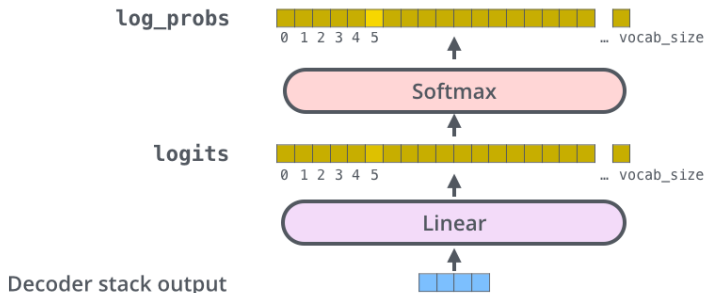 log_probs
0 1 2 3 4 5 … vocab_size
Softmax
logits
0 1 2 3 4 5 … vocab_size
Linear
Decoder stack output